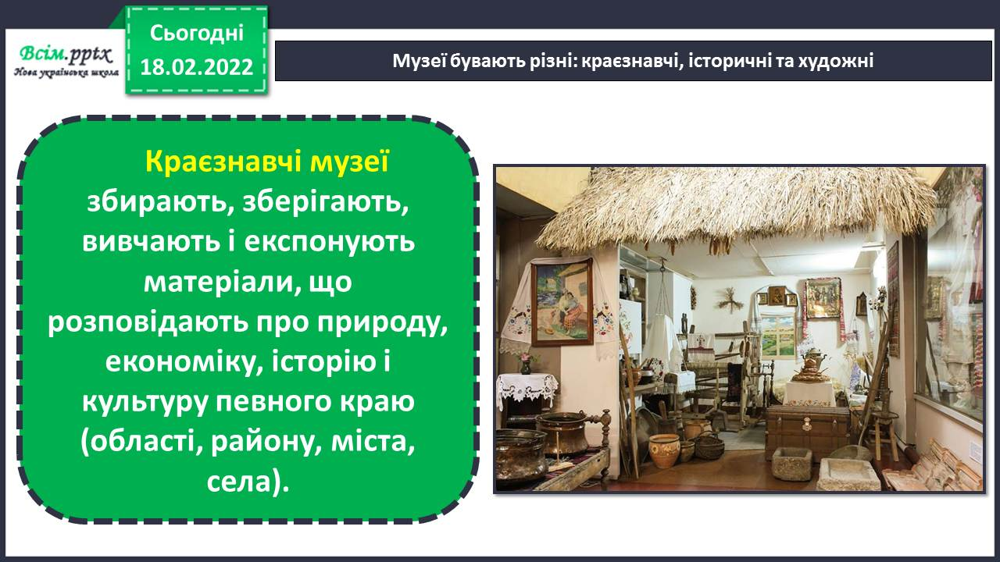 Всім.pptx
Нова українська школа
Сьогодні
18.02.2022
Музеї бувають різні: краєзнавчі, історичні та художні
Краєзнавчі музеї
збирають, зберігають,
вивчають і експонують
матеріали, що
розповідають про природу,
економіку, історію і
культуру певного краю
(області, району, міста,
села).